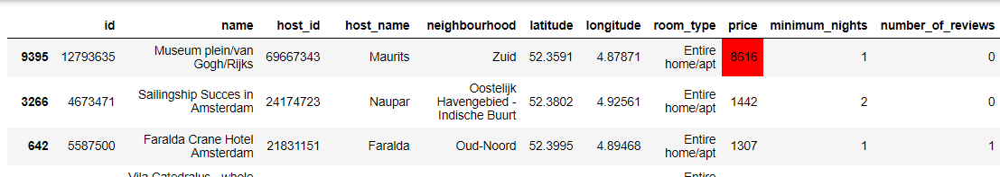 id name host_id host_name neighbourhood latitude longitude room_type price minimum_nights number_of_reviews
9395 12793635 Museum plein/van Gogh/Rijks 69667343 Maurits Zuid 52.3591 4.87871 Entire home/apt 8616 1 0
3266 4673471 Sailingship Succes in Amsterdam 24174723 Naupar Oostelijk Havengebied - Indische Buurt 52.3802 4.92561 Entire home/apt 1442 2 0
642 5587500 Faralda Crane Hotel Amsterdam 21831151 Faralda Oud-Noord 52.3995 4.89468 Entire home/apt 1307 1 1
Vila Catedralus - whole Entire